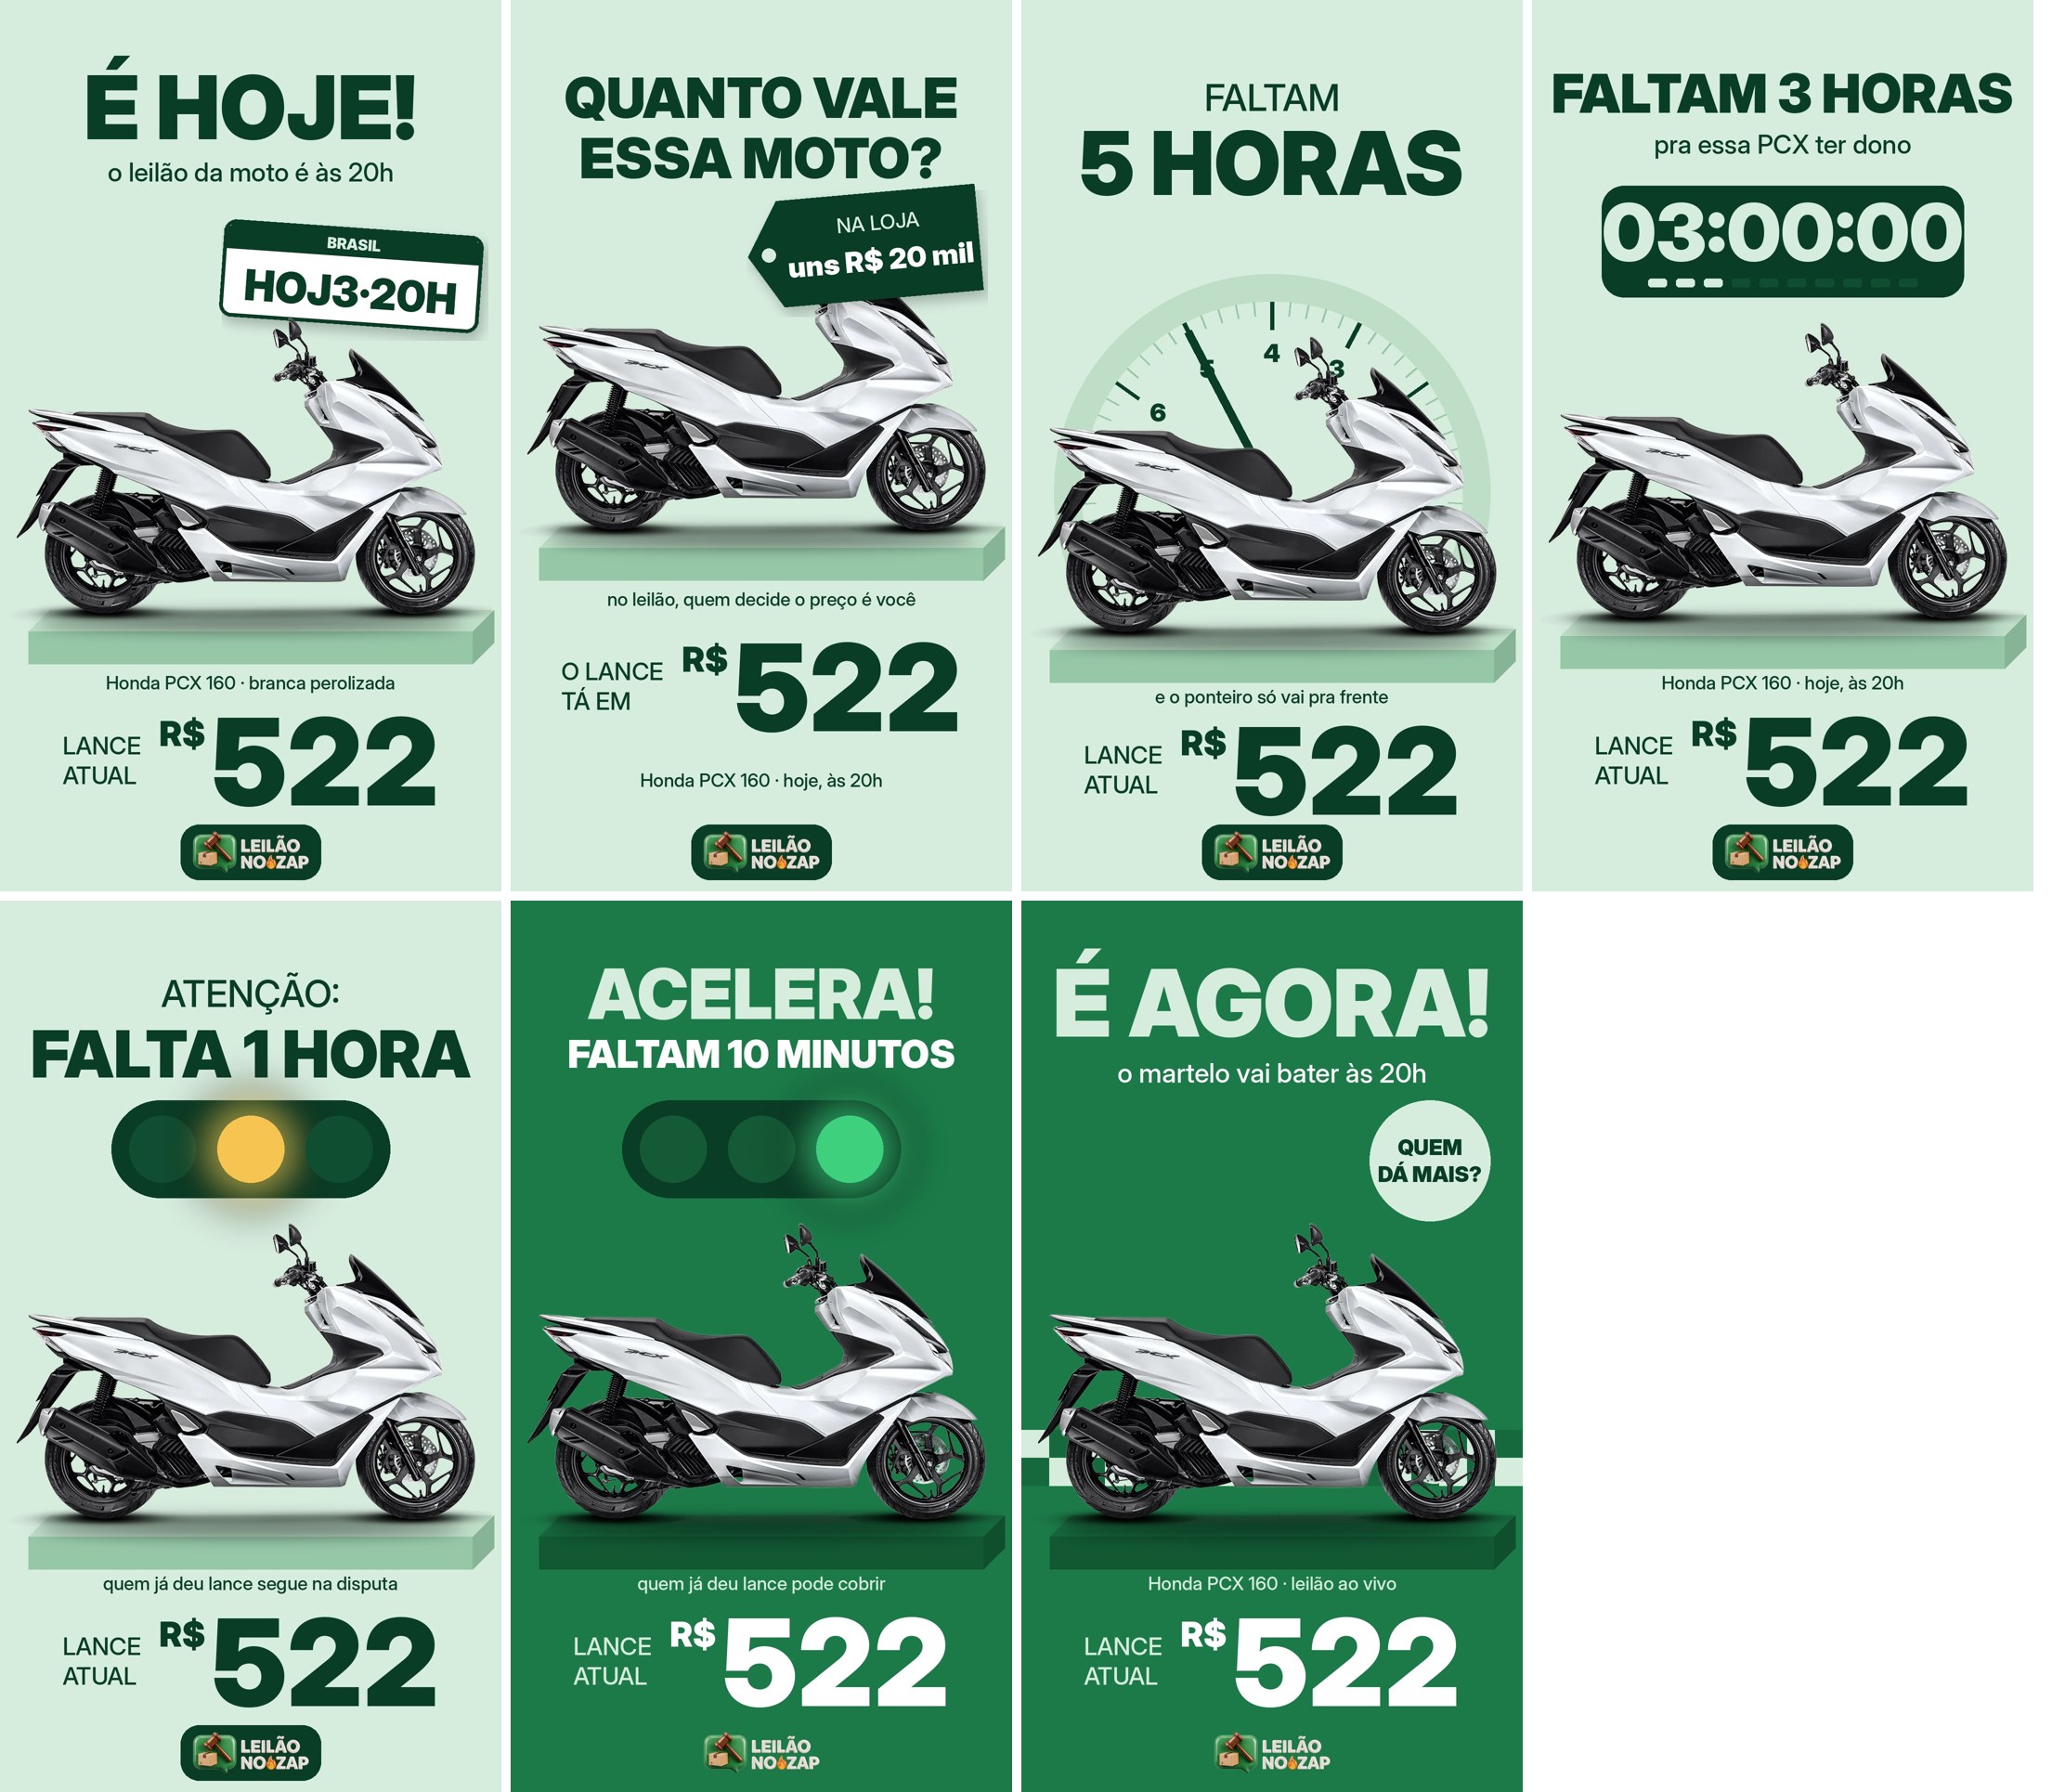 É HOJE!
o leilão da moto é às 20h
BRASIL
HOJ3·20H
PCX
Honda PCX 160 · branca perolizada
LANCE
ATUAL
R$ 522
LEILÃO
NO ZAP
QUANTO VALE
ESSA MOTO?
NA LOJA
uns R$ 20 mil
PCX
no leilão, quem decide o preço é você
O LANCE
TÁ EM
R$ 522
Honda PCX 160 · hoje, às 20h
LEILÃO
NO ZAP
FALTAM
5 HORAS
6 5 4 3
PCX
e o ponteiro só vai pra frente
LANCE
ATUAL
R$ 522
LEILÃO
NO ZAP
FALTAM 3 HORAS
pra essa PCX ter dono
03:00:00
PCX
Honda PCX 160 · hoje, às 20h
LANCE
ATUAL
R$ 522
LEILÃO
NO ZAP
ATENÇÃO:
FALTA 1 HORA
PCX
quem já deu lance segue na disputa
LANCE
ATUAL
R$ 522
LEILÃO
NO ZAP
ACELERA!
FALTAM 10 MINUTOS
PCX
quem já deu lance pode cobrir
LANCE
ATUAL
R$ 522
LEILÃO
NO ZAP
É AGORA!
o martelo vai bater às 20h
QUEM
DÁ MAIS?
PCX
Honda PCX 160 · leilão ao vivo
LANCE
ATUAL
R$ 522
LEILÃO
NO ZAP